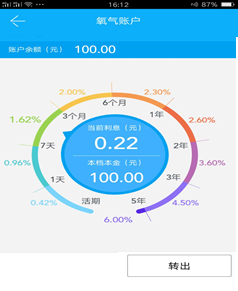 16:12
87%
氧气账户
账户余额（元） 100.00
2.00% 2.30%
1.62% 3个月 6个月 1年 2.60%
当前利息（元）
0.22
0.96% 7天 2年 3.60%
本档本金（元）
100.00
0.42% 1天 活期 5年 3年 4.50%
6.00%
转出